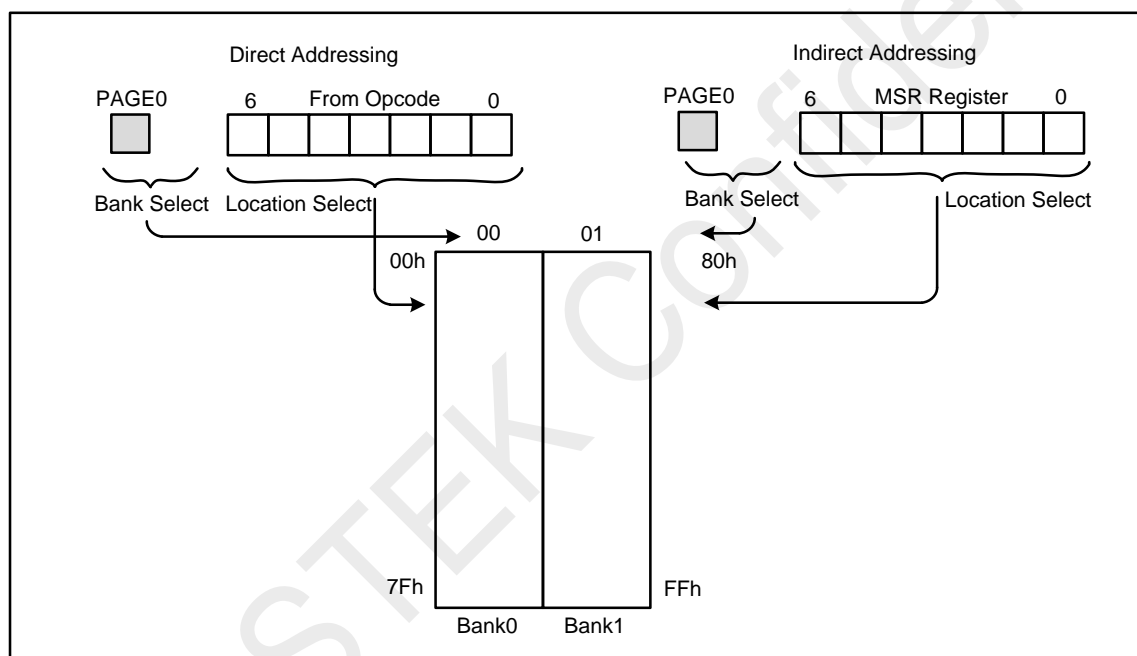 Direct Addressing
Indirect Addressing
PAGE0
6 From Opcode 0
PAGE0
6 MSR Register 0
Bank Select
Location Select
Bank Select
Location Select
00
01
00h
80h
7Fh
FFh
Bank0
Bank1
STEK Confide